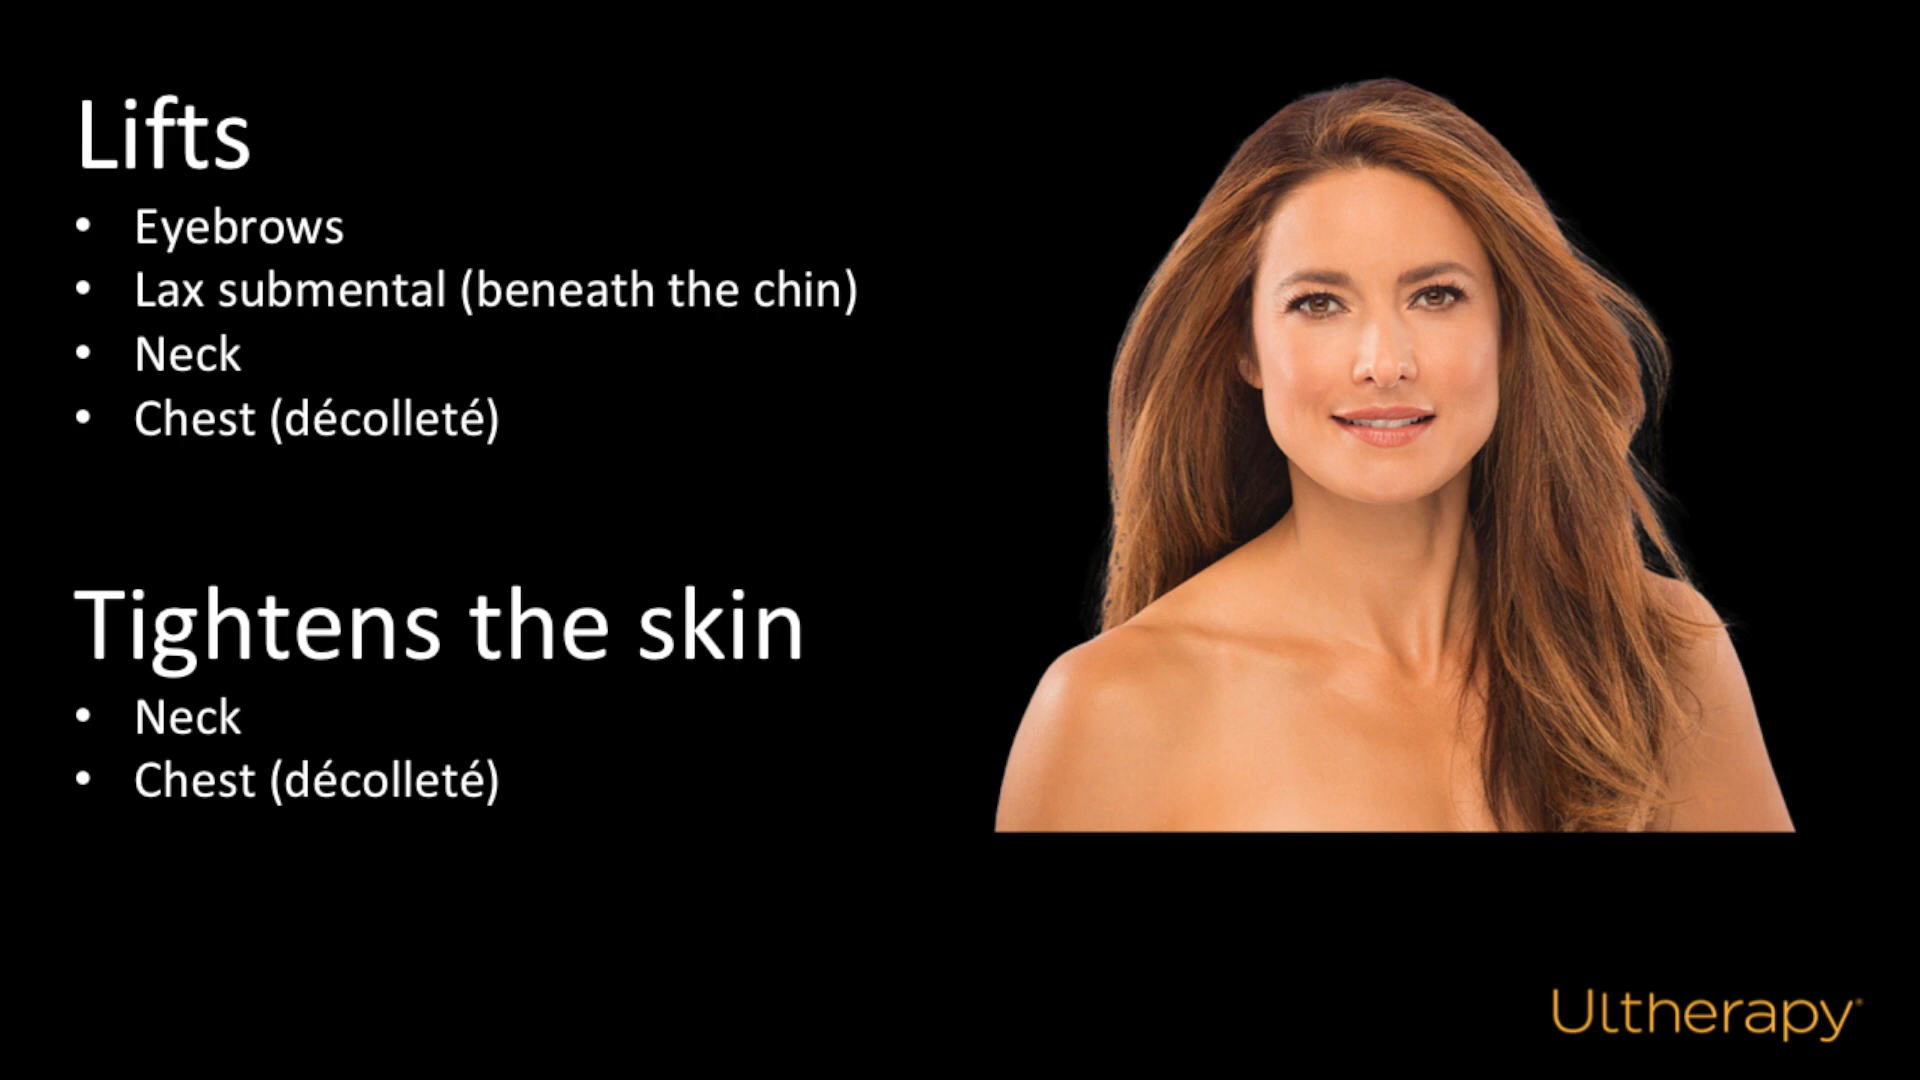 Lifts
• Eyebrows
• Lax submental (beneath the chin)
• Neck
• Chest (décolleté)
Tightens the skin
• Neck
• Chest (décolleté)
Ultherapy